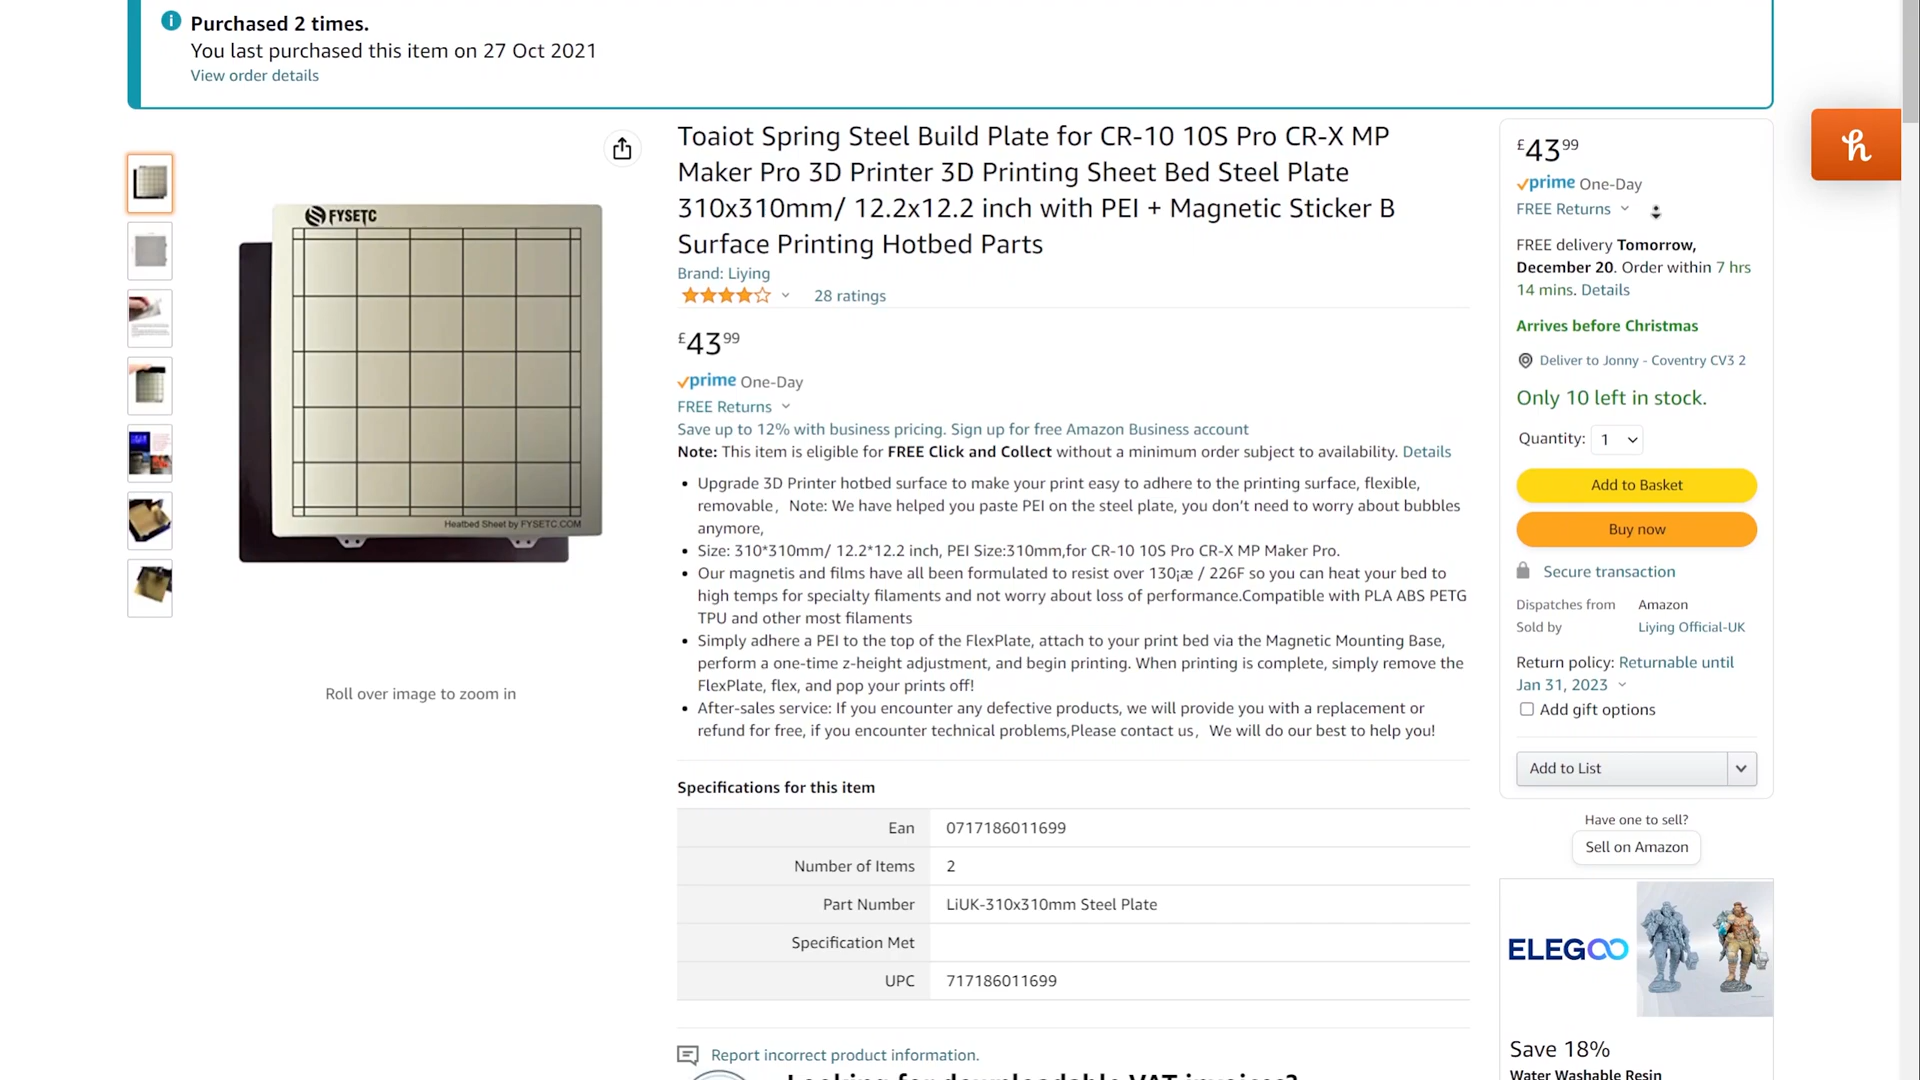 Purchased 2 times.
You last purchased this item on 27 Oct 2021
View order details
FYSETC
Heatbed Sheet by FYSETC.COM
Roll over image to zoom in
Toaiot Spring Steel Build Plate for CR-10 10S Pro CR-X MP
Maker Pro 3D Printer 3D Printing Sheet Bed Steel Plate
310x310mm/ 12.2x12.2 inch with PEI + Magnetic Sticker B
Surface Printing Hotbed Parts
Brand: Liying
28 ratings
£43.99
prime One-Day
FREE Returns
Save up to 12% with business pricing. Sign up for free Amazon Business account
Note: This item is eligible for FREE Click and Collect without a minimum order subject to availability. Details
• Upgrade 3D Printer hotbed surface to make your print easy to adhere to the printing surface, flexible,
removable，Note: We have helped you paste PEI on the steel plate, you don’t need to worry about bubbles
anymore,
• Size: 310*310mm/ 12.2*12.2 inch, PEI Size:310mm,for CR-10 10S Pro CR-X MP Maker Pro.
• Our magnetis and films have all been formulated to resist over 130¡æ / 226F so you can heat your bed to
high temps for specialty filaments and not worry about loss of performance.Compatible with PLA ABS PETG
TPU and other most filaments
• Simply adhere a PEI to the top of the FlexPlate, attach to your print bed via the Magnetic Mounting Base,
perform a one-time z-height adjustment, and begin printing. When printing is complete, simply remove the
FlexPlate, flex, and pop your prints off!
• After-sales service: If you encounter any defective products, we will provide you with a replacement or
refund for free, if you encounter technical problems,Please contact us，We will do our best to help you!
Specifications for this item
Ean 0717186011699
Number of Items 2
Part Number LiUK-310x310mm Steel Plate
Specification Met
UPC 717186011699
Report incorrect product information.
Looking for downloadable VAT invoices?
£43.99
prime One-Day
FREE Returns
FREE delivery Tomorrow,
December 20. Order within 7 hrs
14 mins. Details
Arrives before Christmas
Deliver to Jonny - Coventry CV3 2
Only 10 left in stock.
Quantity: 1
Add to Basket
Buy now
Secure transaction
Dispatches from Amazon
Sold by Liying Official-UK
Return policy: Returnable until
Jan 31, 2023
Add gift options
Add to List
Have one to sell?
Sell on Amazon
ELEGOO
Save 18%
Water Washable Resin
h